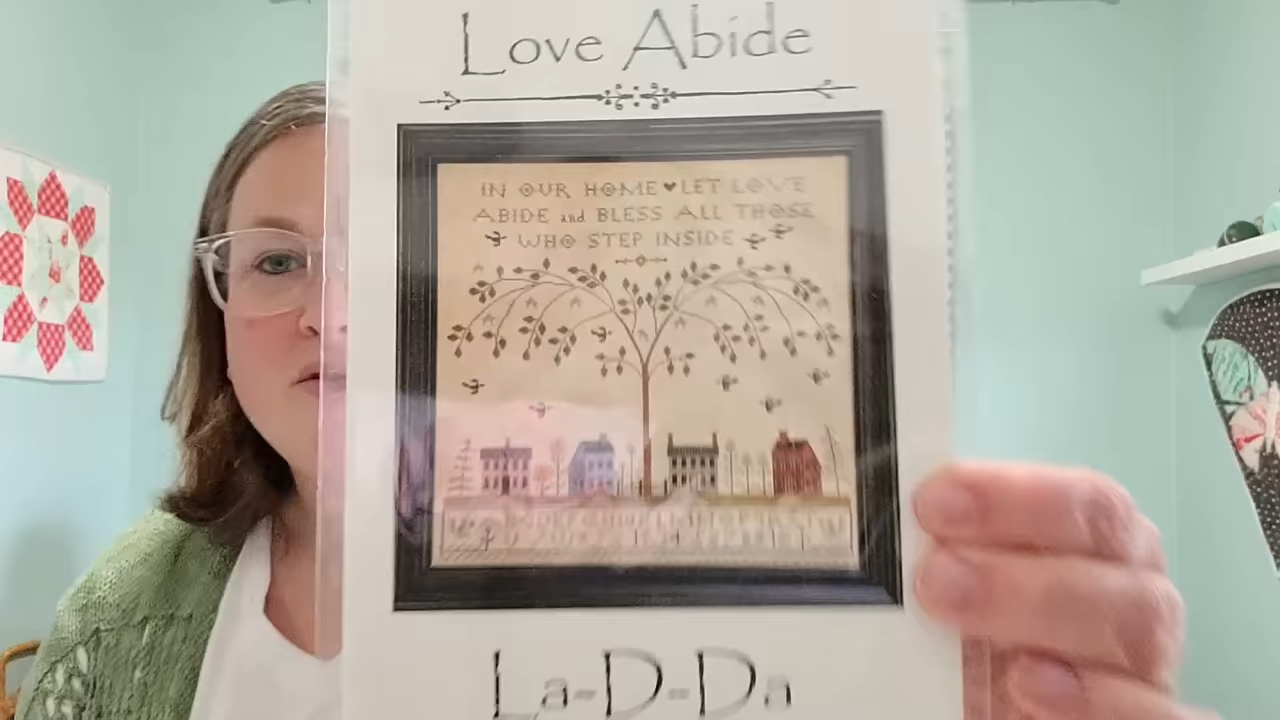 Love Abide
IN OUR HOME ♥ LET LOVE
ABIDE and BLESS ALL THOSE
WHO STEP INSIDE
La-D-Da